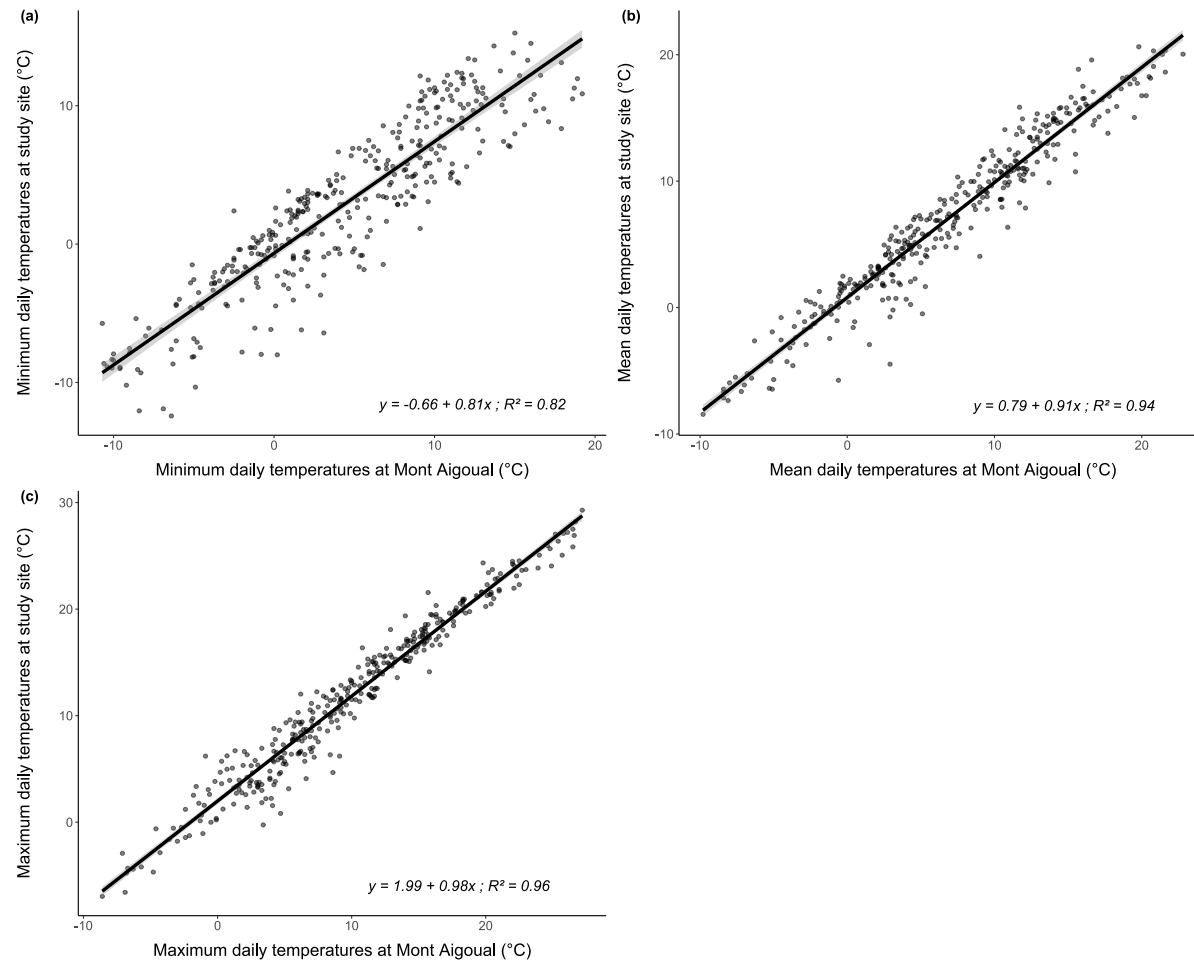 (a)
Minimum daily temperatures at study site (°C)
10
0
-10
y = -0.66 + 0.81x ; R² = 0.82
-10
0
10
20
Minimum daily temperatures at Mont Aigoual (°C)
(b)
Mean daily temperatures at study site (°C)
20
10
0
-10
y = 0.79 + 0.91x ; R² = 0.94
-10
0
10
20
Mean daily temperatures at Mont Aigoual (°C)
(c)
Maximum daily temperatures at study site (°C)
30
20
10
0
y = 1.99 + 0.98x ; R² = 0.96
-10
0
10
20
Maximum daily temperatures at Mont Aigoual (°C)